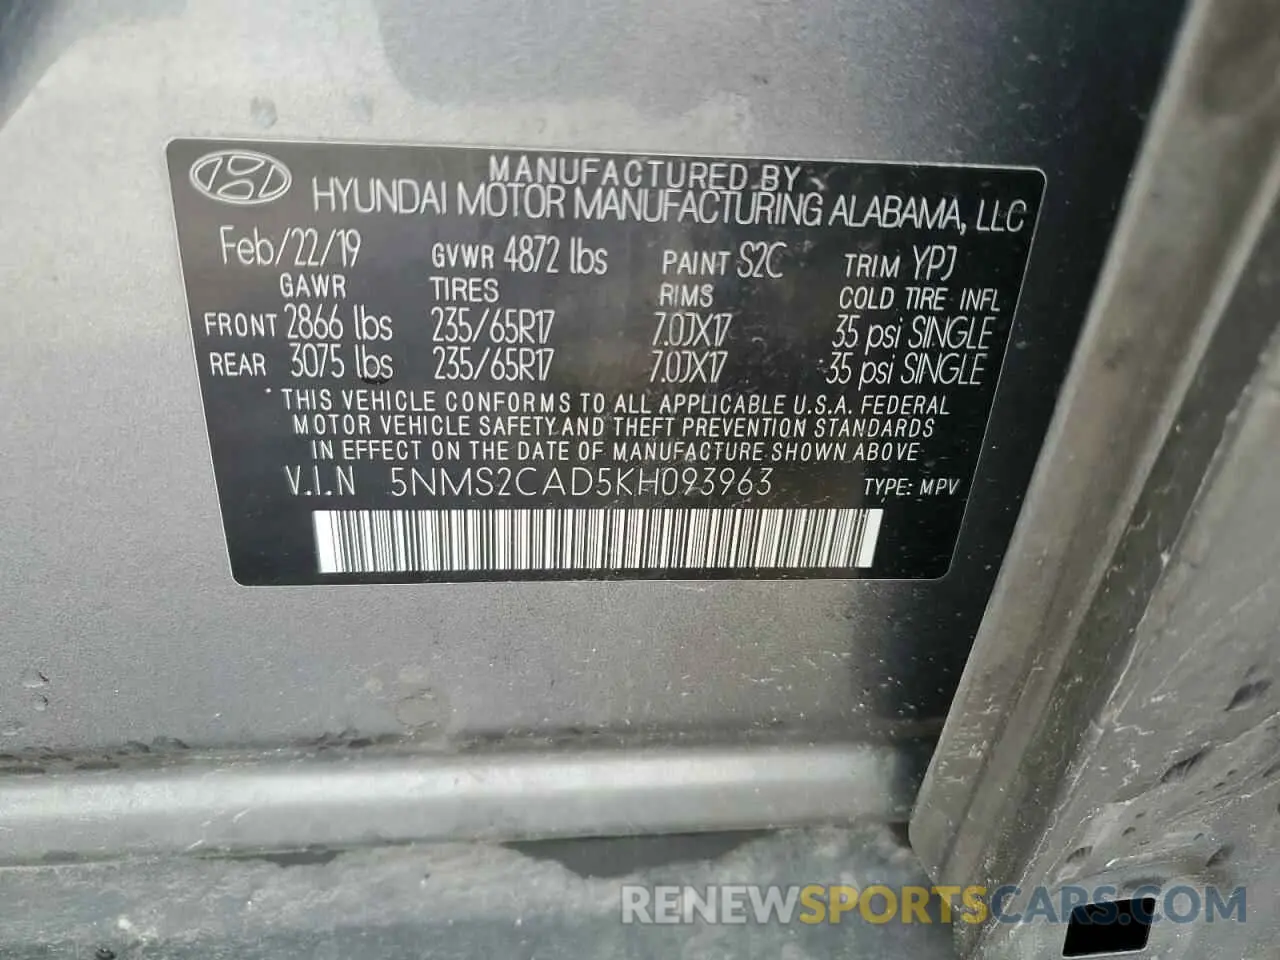 MANUFACTURED BY
HYUNDAI MOTOR MANUFACTURING ALABAMA, LLC
Feb/22/19 GVWR 4872 lbs PAINT S2C TRIM YPJ
GAWR TIRES RIMS COLD TIRE INFL
FRONT 2866 lbs 235/65R17 7.0JX17 35 psi SINGLE
REAR 3075 lbs 235/65R17 7.0JX17 35 psi SINGLE
THIS VEHICLE CONFORMS TO ALL APPLICABLE U.S.A. FEDERAL
MOTOR VEHICLE SAFETY AND THEFT PREVENTION STANDARDS
IN EFFECT ON THE DATE OF MANUFACTURE SHOWN ABOVE
V.I.N 5NMS2CAD5KH093963 TYPE: MPV
RENEWSPORTSCARS.COM